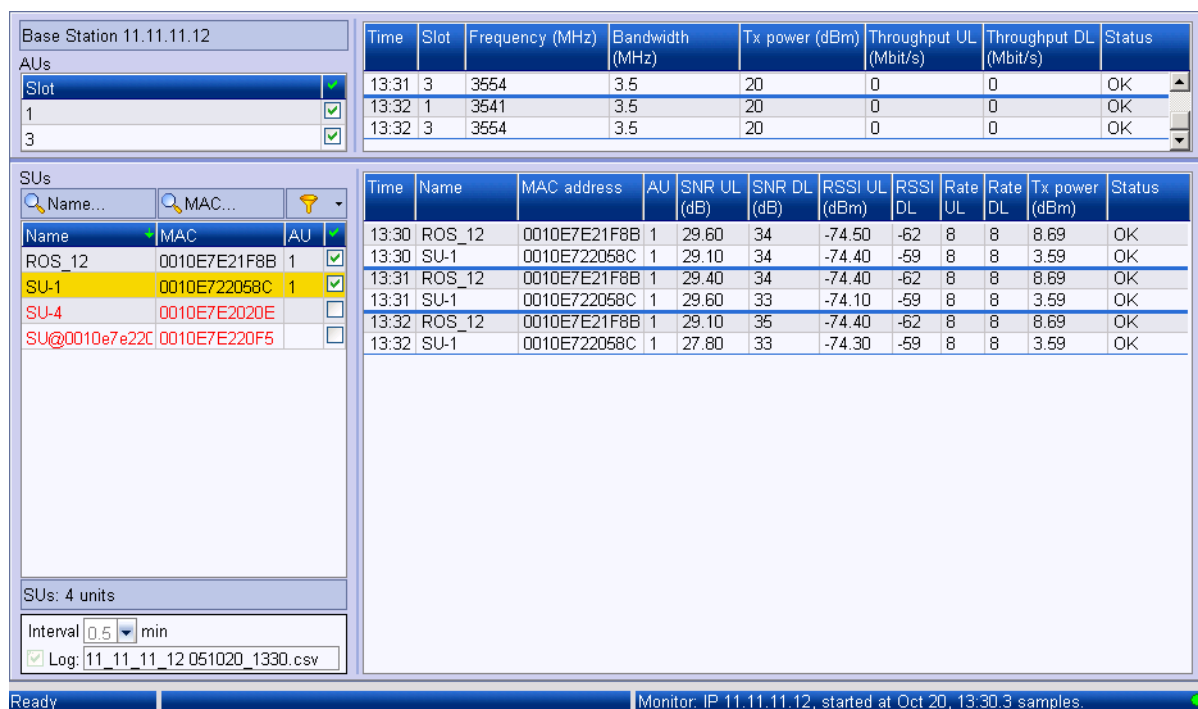 Base Station 11.11.11.12
AUs
Slot
1
3
Time Slot Frequency (MHz) Bandwidth (MHz) Tx power (dBm) Throughput UL (Mbit/s) Throughput DL (Mbit/s) Status
13:31 3 3554 3.5 20 0 0 OK
13:32 1 3541 3.5 20 0 0 OK
13:32 3 3554 3.5 20 0 0 OK
SUs
Name... MAC...
Name MAC AU
ROS_12 0010E7E21F8B 1
SU-1 0010E722058C 1
SU-4 0010E7E2020E
SU@0010e7e220 0010E7E220F5
SUs: 4 units
Interval 0.5 min
Log: 11_11_11_12 051020_1330.csv
Time Name MAC address AU SNR UL (dB) SNR DL (dB) RSSI UL (dBm) RSSI DL Rate UL Rate DL Tx power (dBm) Status
13:30 ROS_12 0010E7E21F8B 1 29.60 34 -74.50 -62 8 8 8.69 OK
13:30 SU-1 0010E722058C 1 29.10 34 -74.40 -59 8 8 3.59 OK
13:31 ROS_12 0010E7E21F8B 1 29.40 34 -74.40 -62 8 8 8.69 OK
13:31 SU-1 0010E722058C 1 29.60 33 -74.10 -59 8 8 3.59 OK
13:32 ROS_12 0010E7E21F8B 1 29.10 35 -74.40 -62 8 8 8.69 OK
13:32 SU-1 0010E722058C 1 27.80 33 -74.30 -59 8 8 3.59 OK
Ready
Monitor: IP 11.11.11.12, started at Oct 20, 13:30.3 samples.